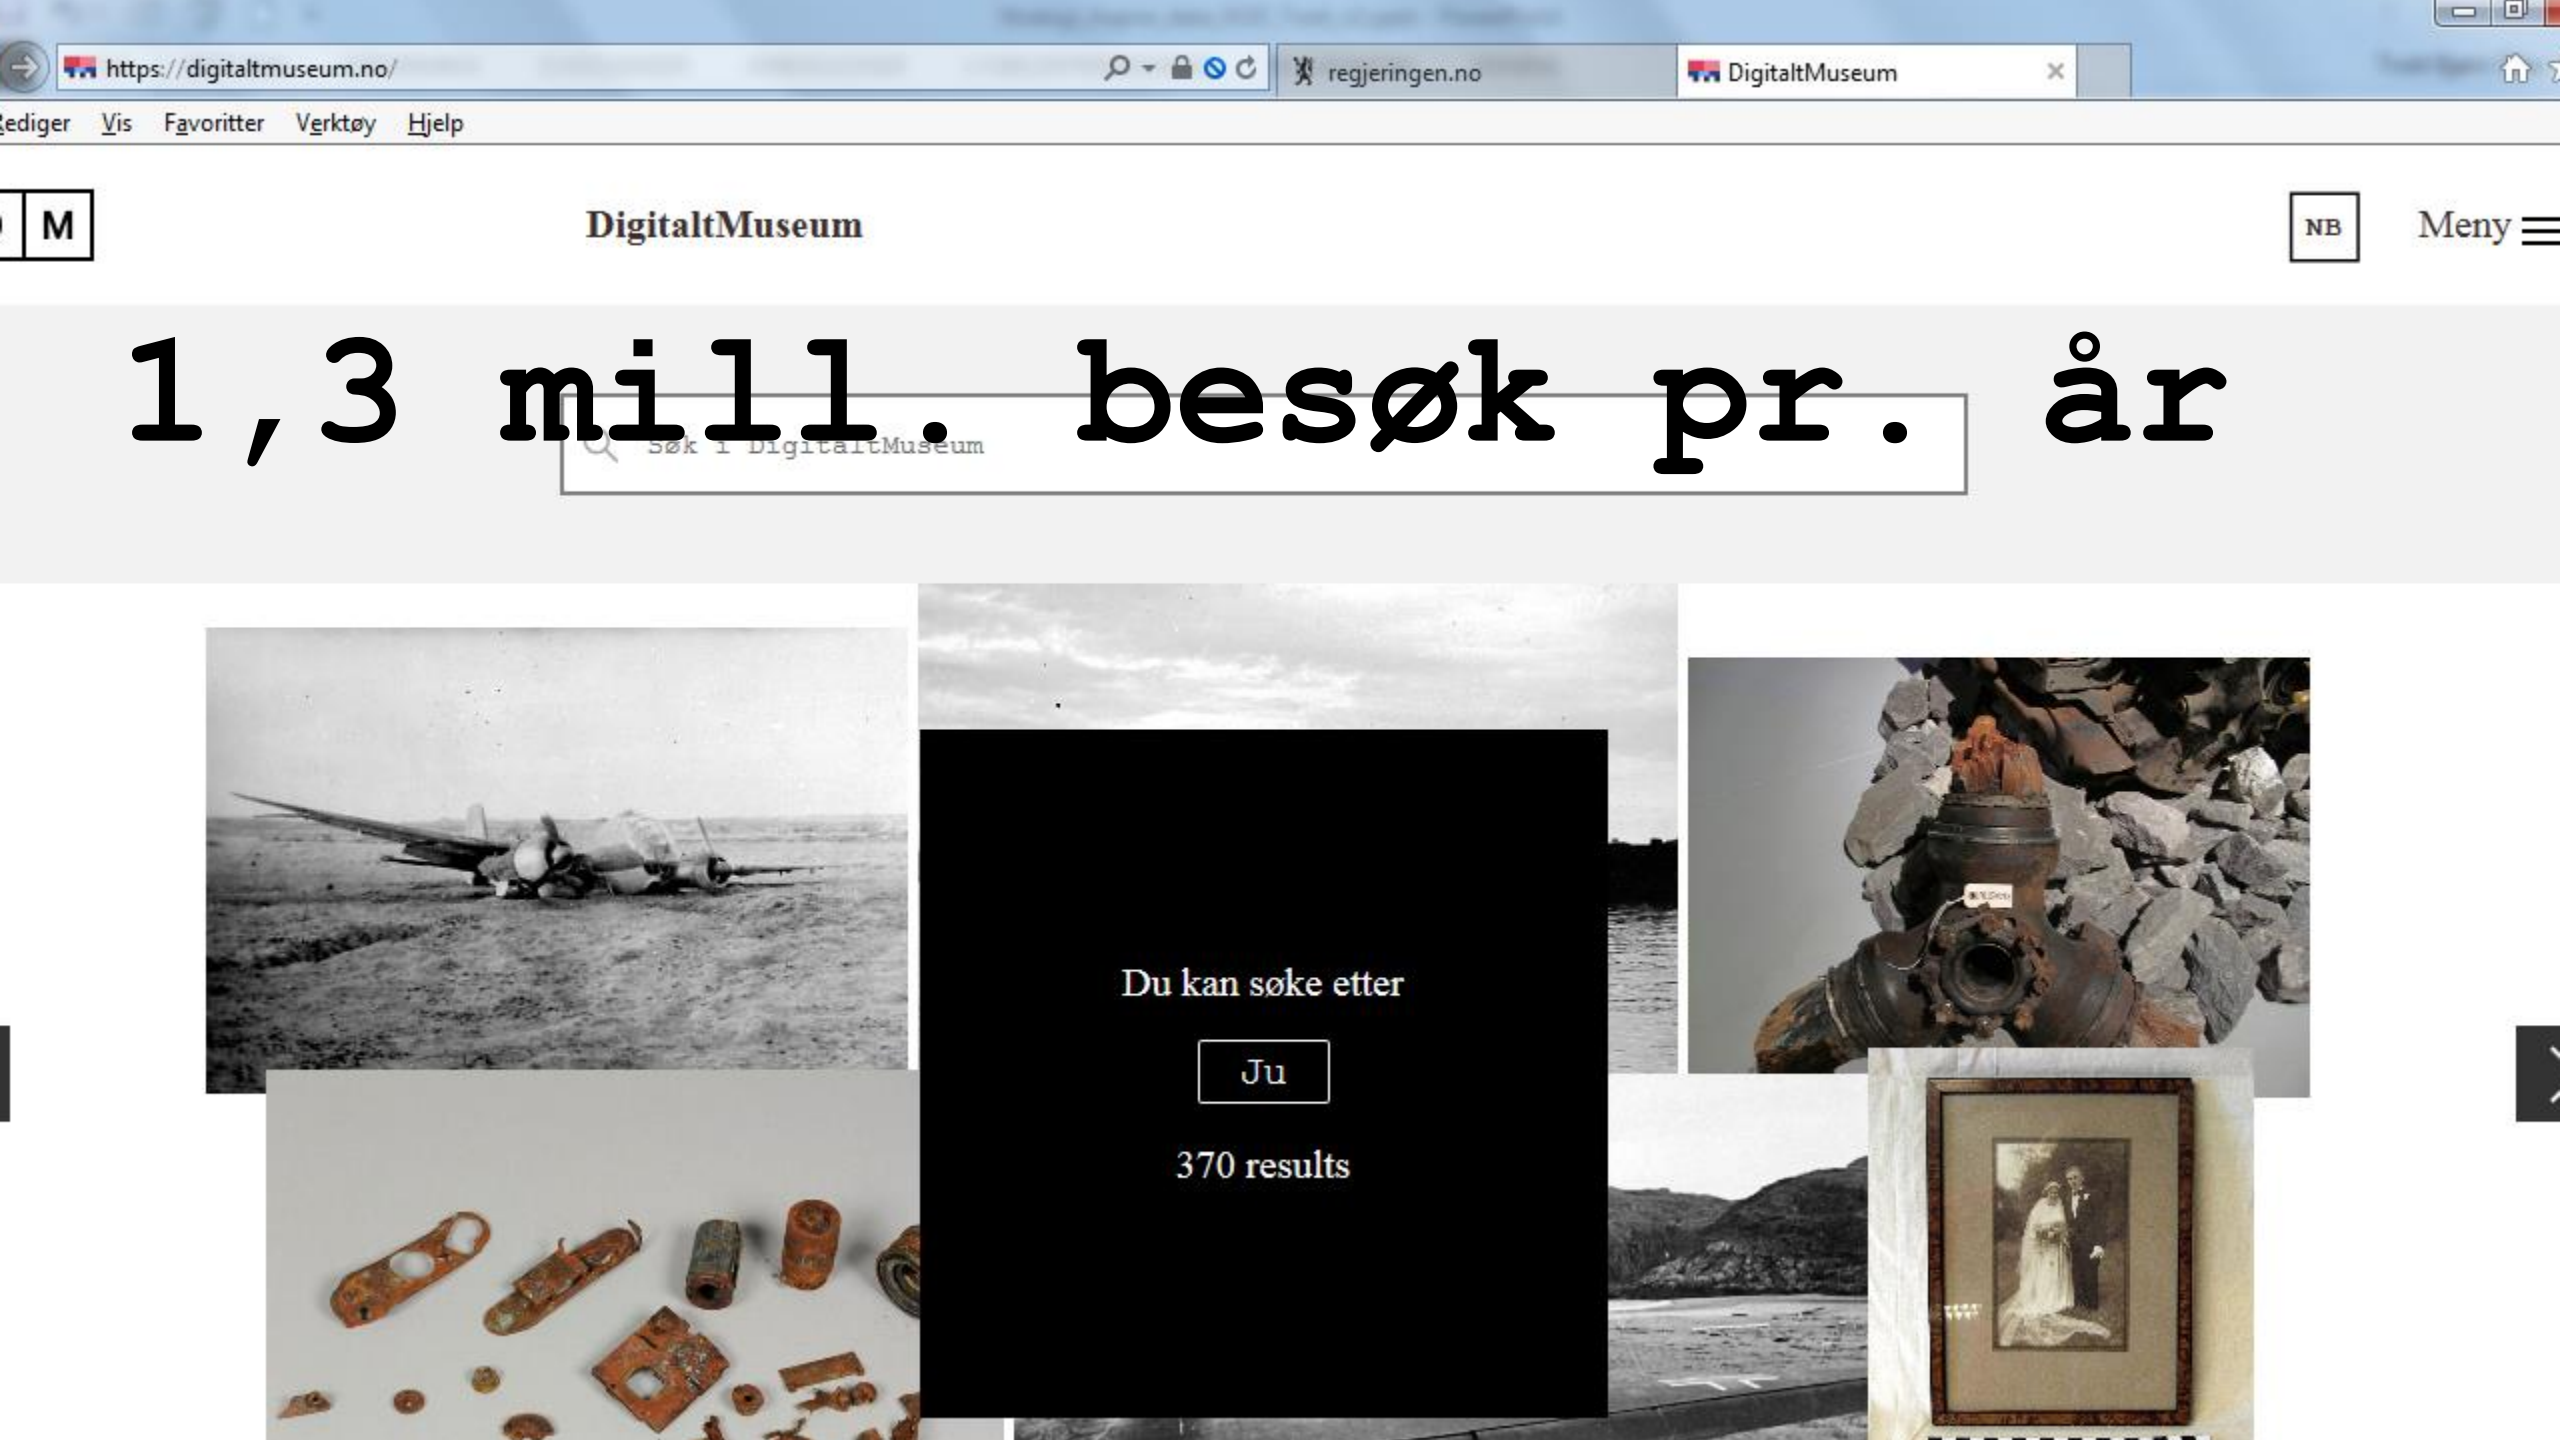 https://digitaltmuseum.no/
regjeringen.no
DigitaltMuseum
Rediger Vis Favoritter Verktøy Hjelp
M
DigitaltMuseum
NB
Meny
1,3 mill. besøk pr. år
Søk i DigitaltMuseum
Du kan søke etter
Ju
370 results